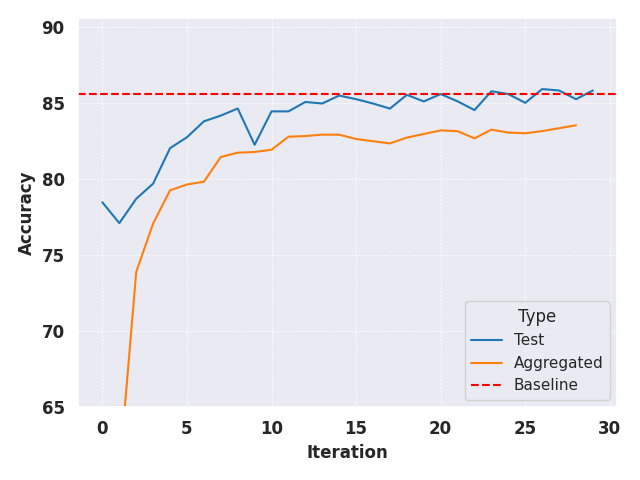 90
85
80
75
70
65
Accuracy
0 5 10 15 20 25 30
Iteration
Type
Test
Aggregated
Baseline